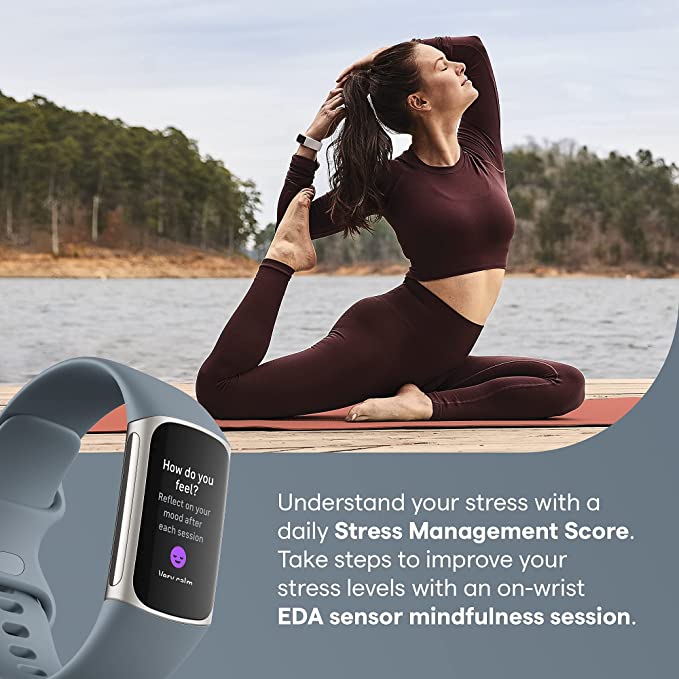 How do you
feel?
Reflect on your
mood after
each session
Very calm
Understand your stress with a
daily Stress Management Score.
Take steps to improve your
stress levels with an on-wrist
EDA sensor mindfulness session.